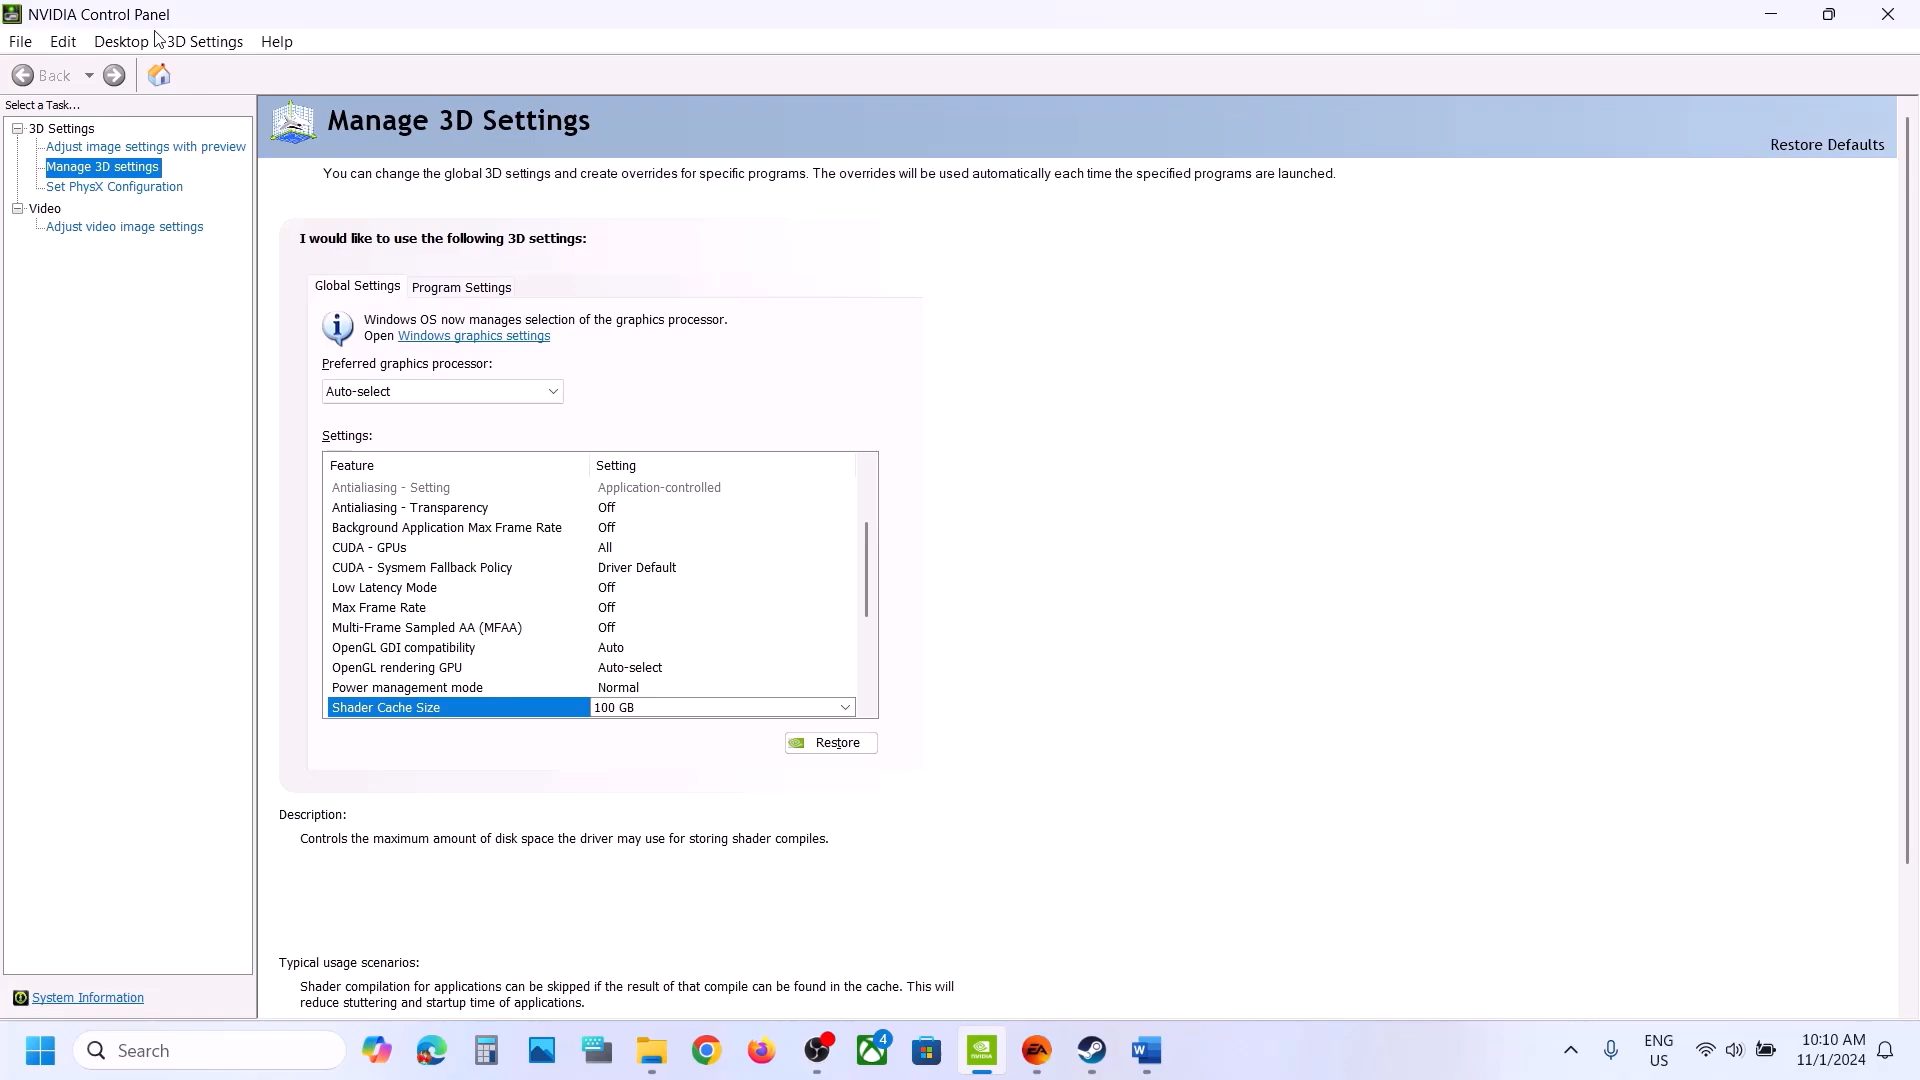 NVIDIA Control Panel
File Edit Desktop 3D Settings Help
Back
Select a Task...
3D Settings
Adjust image settings with preview
Manage 3D settings
Set PhysX Configuration
Video
Adjust video image settings
System Information
Manage 3D Settings
Restore Defaults
You can change the global 3D settings and create overrides for specific programs. The overrides will be used automatically each time the specified programs are launched.
I would like to use the following 3D settings:
Global Settings Program Settings
Windows OS now manages selection of the graphics processor.
Open Windows graphics settings
Preferred graphics processor:
Auto-select
Settings:
Feature Setting
Antialiasing - Setting Application-controlled
Antialiasing - Transparency Off
Background Application Max Frame Rate Off
CUDA - GPUs All
CUDA - Sysmem Fallback Policy Driver Default
Low Latency Mode Off
Max Frame Rate Off
Multi-Frame Sampled AA (MFAA) Off
OpenGL GDI compatibility Auto
OpenGL rendering GPU Auto-select
Power management mode Normal
Shader Cache Size 100 GB
Restore
Description:
Controls the maximum amount of disk space the driver may use for storing shader compiles.
Typical usage scenarios:
Shader compilation for applications can be skipped if the result of that compile can be found in the cache. This will
reduce stuttering and startup time of applications.
Search
4
NVIDIA
EA
W
ENG
US
10:10 AM
11/1/2024